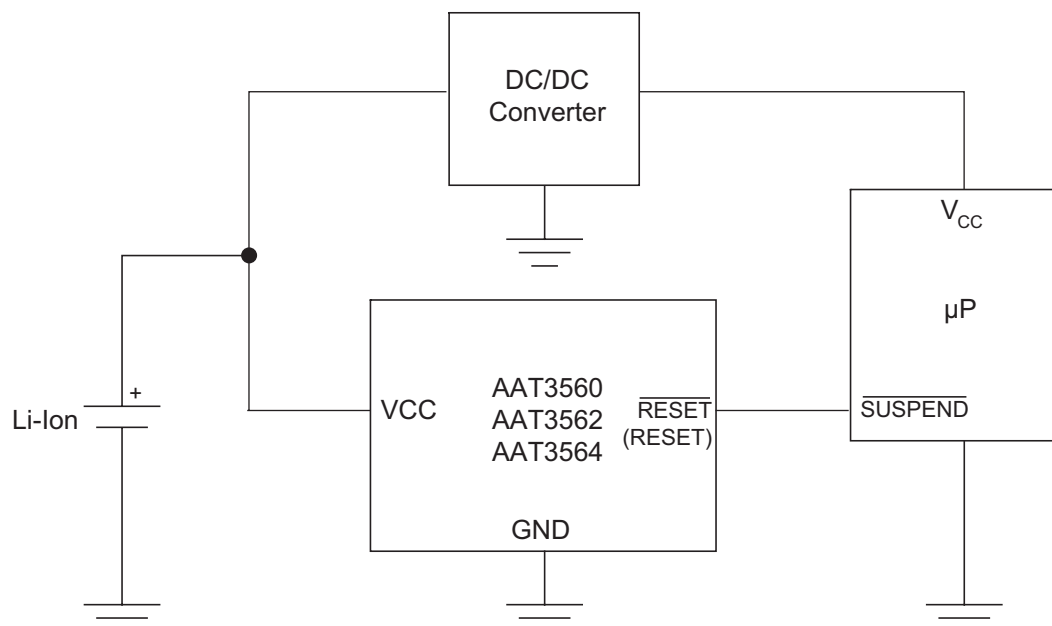 DC/DC
Converter
VCC
µP
SUSPEND
+
Li-Ion
VCC
AAT3560
AAT3562
AAT3564
RESET
(RESET)
GND